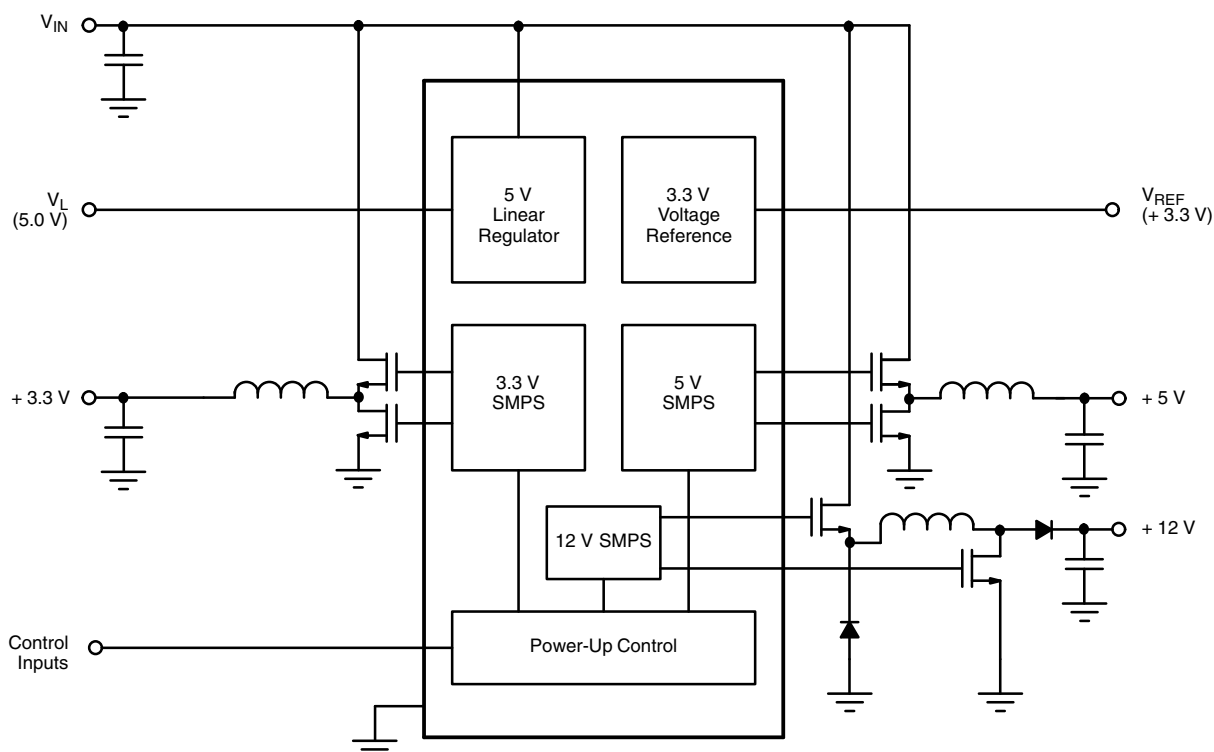 V_IN
V_L
(5.0 V)
5 V
Linear
Regulator
3.3 V
Voltage
Reference
V_REF
(+ 3.3 V)
+ 3.3 V
3.3 V
SMPS
5 V
SMPS
+ 5 V
12 V SMPS
+ 12 V
Control
Inputs
Power-Up Control